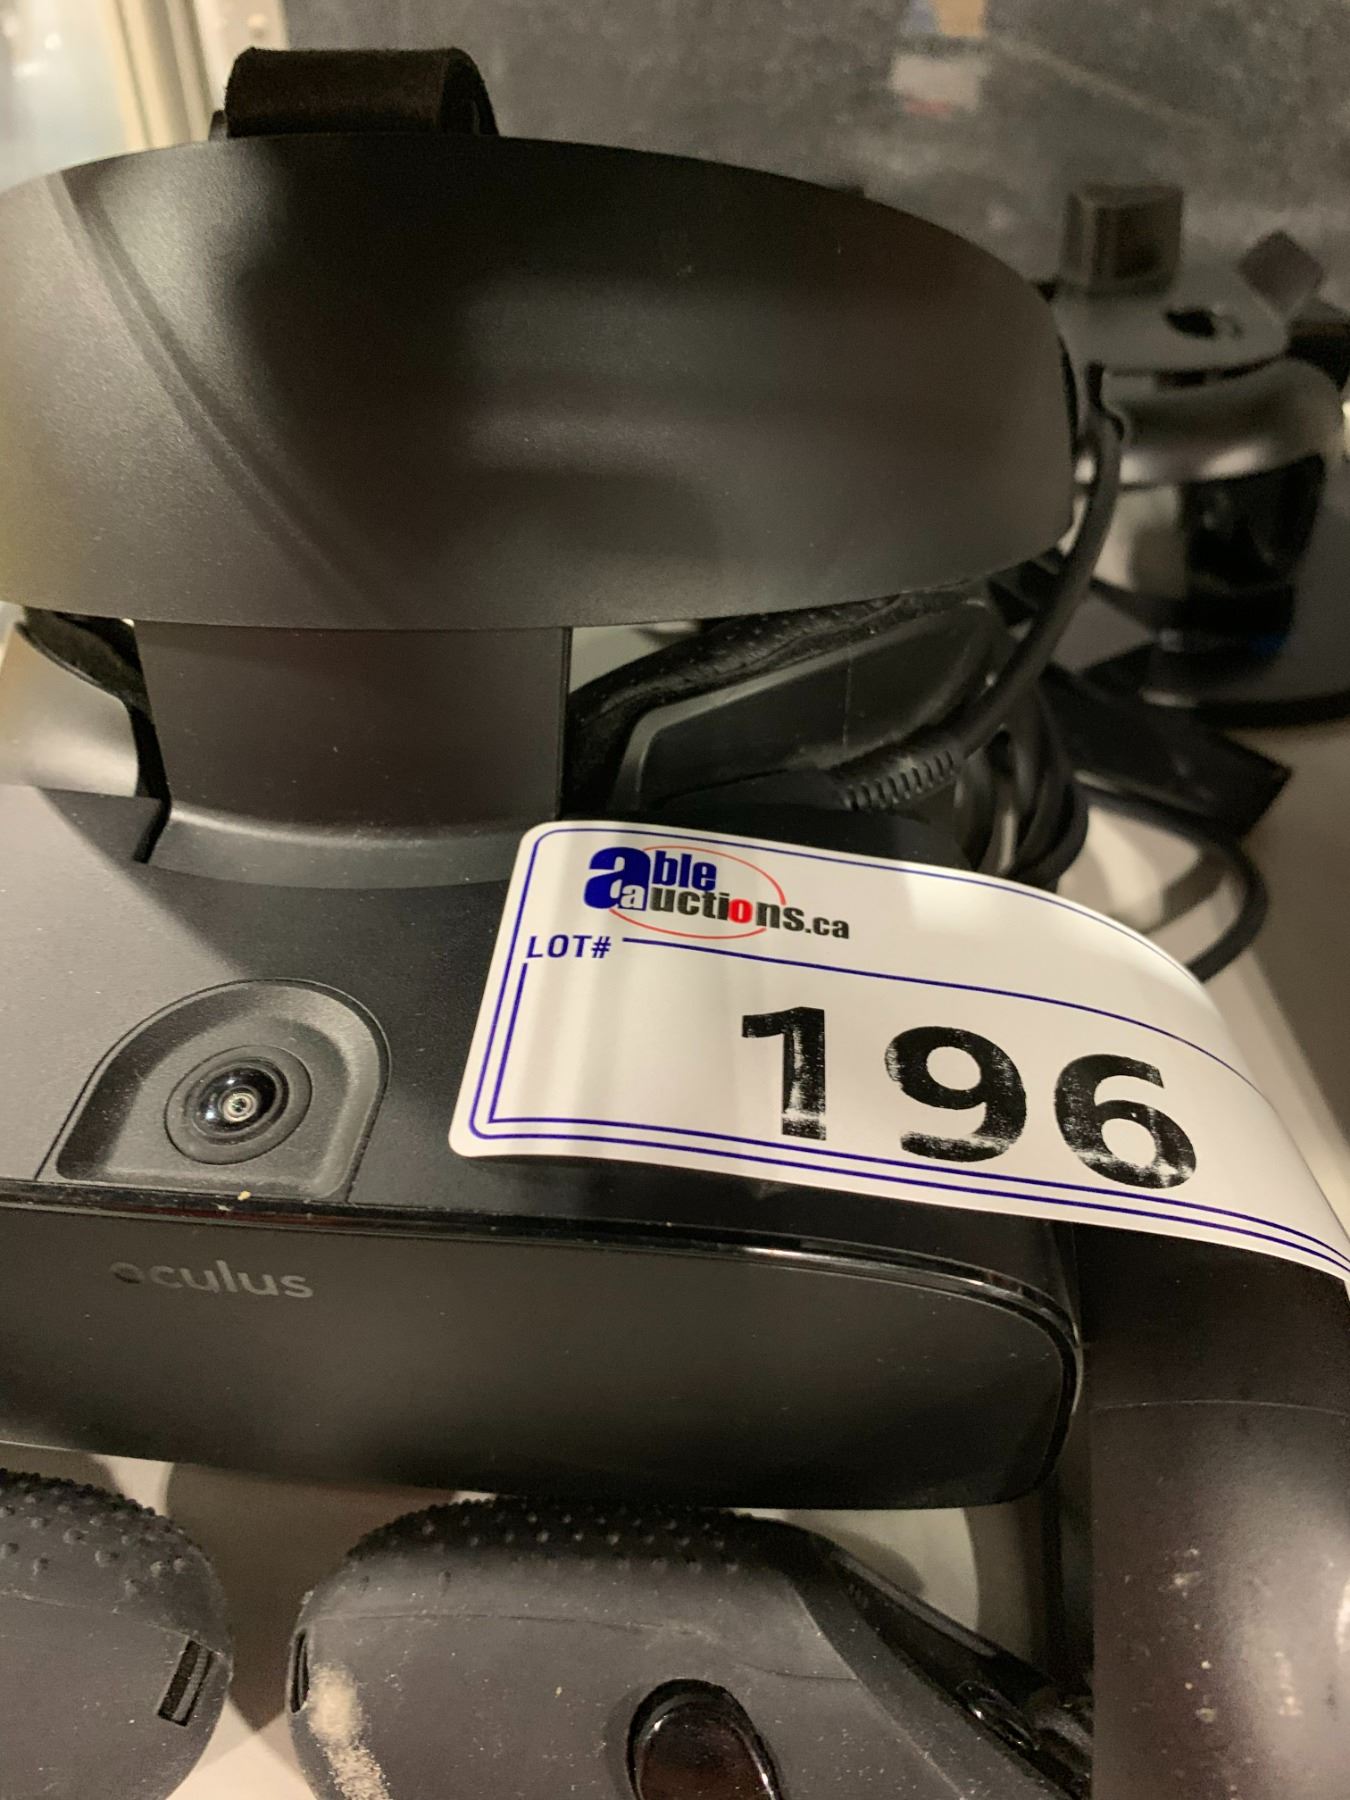 able
auctions.ca
LOT#
196
oculus